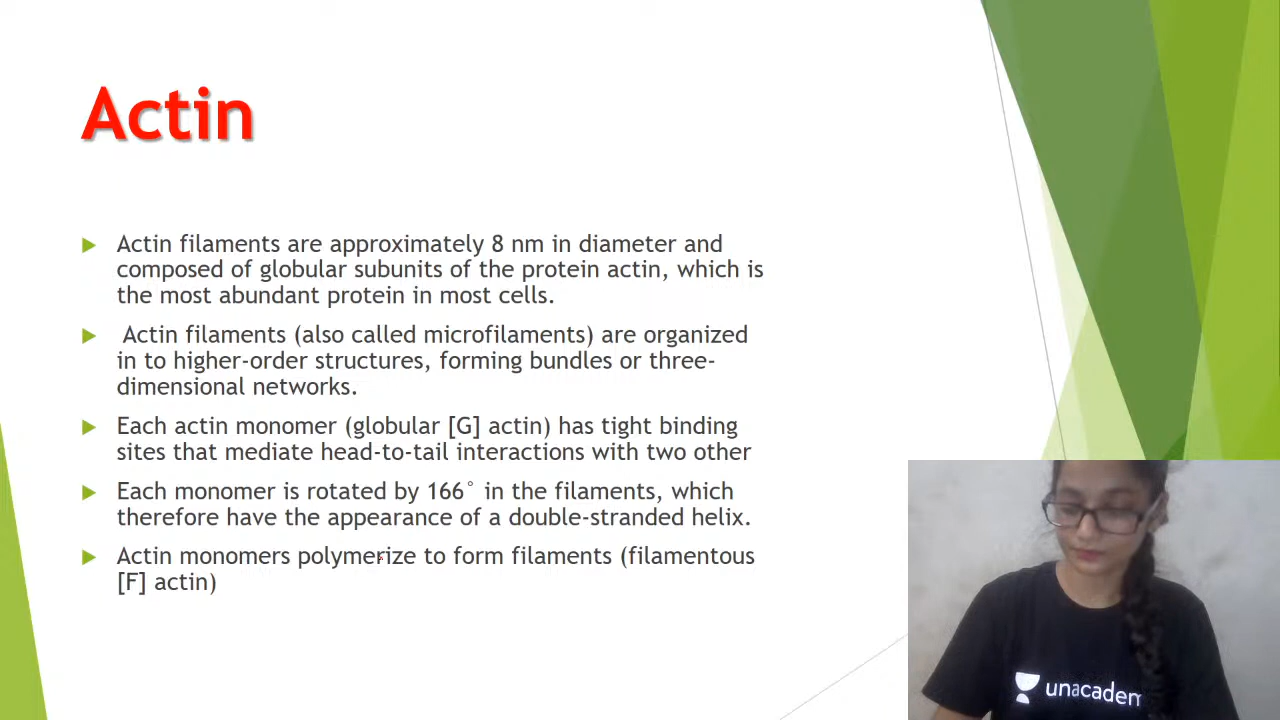 Actin
Actin filaments are approximately 8 nm in diameter and
composed of globular subunits of the protein actin, which is
the most abundant protein in most cells.
Actin filaments (also called microfilaments) are organized
in to higher-order structures, forming bundles or three-
dimensional networks.
Each actin monomer (globular [G] actin) has tight binding
sites that mediate head-to-tail interactions with two other
Each monomer is rotated by 166° in the filaments, which
therefore have the appearance of a double-stranded helix.
Actin monomers polymerize to form filaments (filamentous
[F] actin)
unacadem